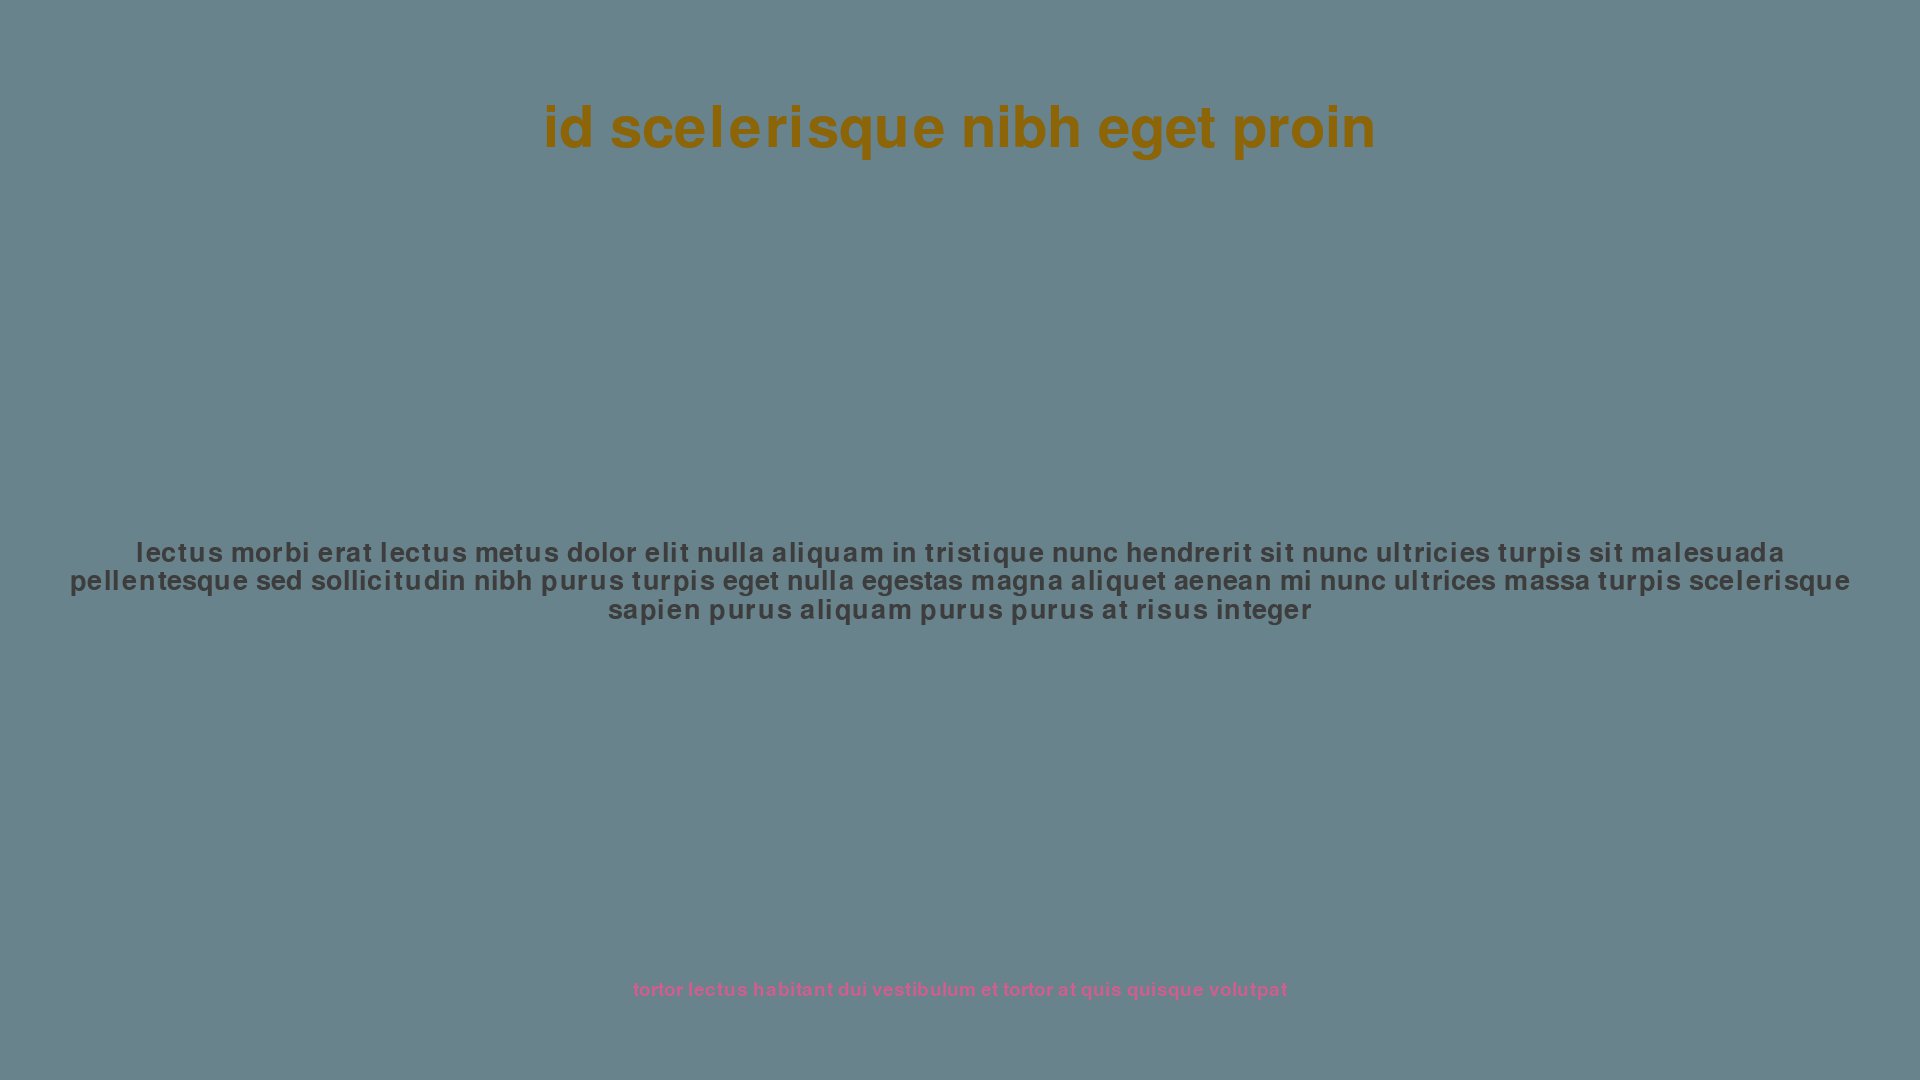 id scelerisque nibh eget proin
lectus morbi erat lectus metus dolor elit nulla aliquam in tristique nunc hendrerit sit nunc ultricies turpis sit malesuada
pellentesque sed sollicitudin nibh purus turpis eget nulla egestas magna aliquet aenean mi nunc ultrices massa turpis scelerisque
sapien purus aliquam purus purus at risus integer
tortor lectus habitant dui vestibulum et tortor at quis quisque volutpat